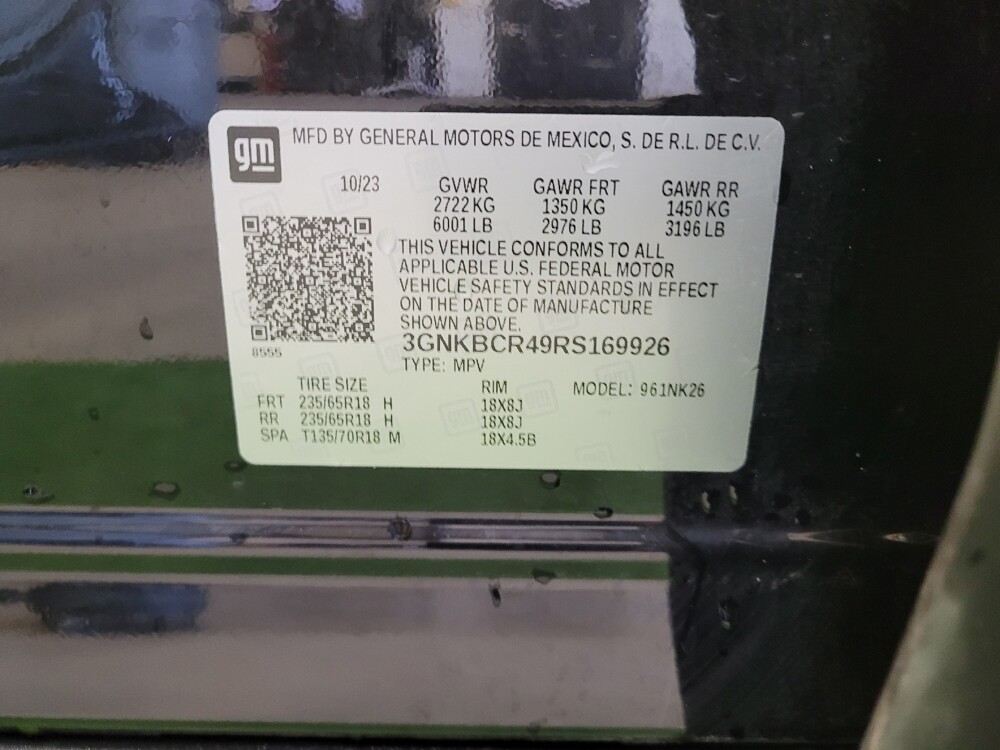 gm
MFD BY GENERAL MOTORS DE MEXICO, S. DE R.L. DE C.V.
10/23 GVWR GAWR FRT GAWR RR
2722 KG 1350 KG 1450 KG
6001 LB 2976 LB 3196 LB
THIS VEHICLE CONFORMS TO ALL
APPLICABLE U.S. FEDERAL MOTOR
VEHICLE SAFETY STANDARDS IN EFFECT
ON THE DATE OF MANUFACTURE
SHOWN ABOVE.
3GNKBCR49RS169926
8555
TYPE: MPV
TIRE SIZE RIM MODEL: 961NK26
FRT 235/65R18 H 18X8J
RR 235/65R18 H 18X8J
SPA T135/70R18 M 18X4.5B